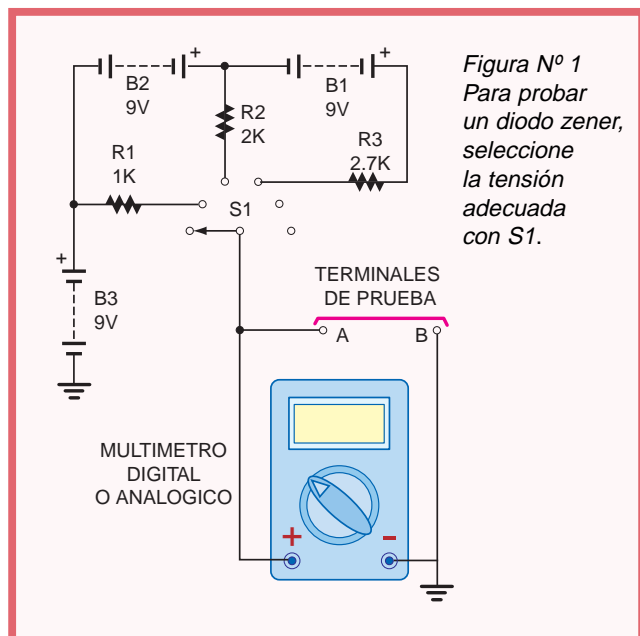 +
+
B2
9V
B1
9V
R2
2K
R3
2.7K
R1
1K
S1
+
B3
9V
Figura Nº 1
Para probar
un diodo zener,
seleccione
la tensión
adecuada
con S1.
TERMINALES
DE PRUEBA
A
B
MULTIMETRO
DIGITAL
O ANALOGICO
+
-